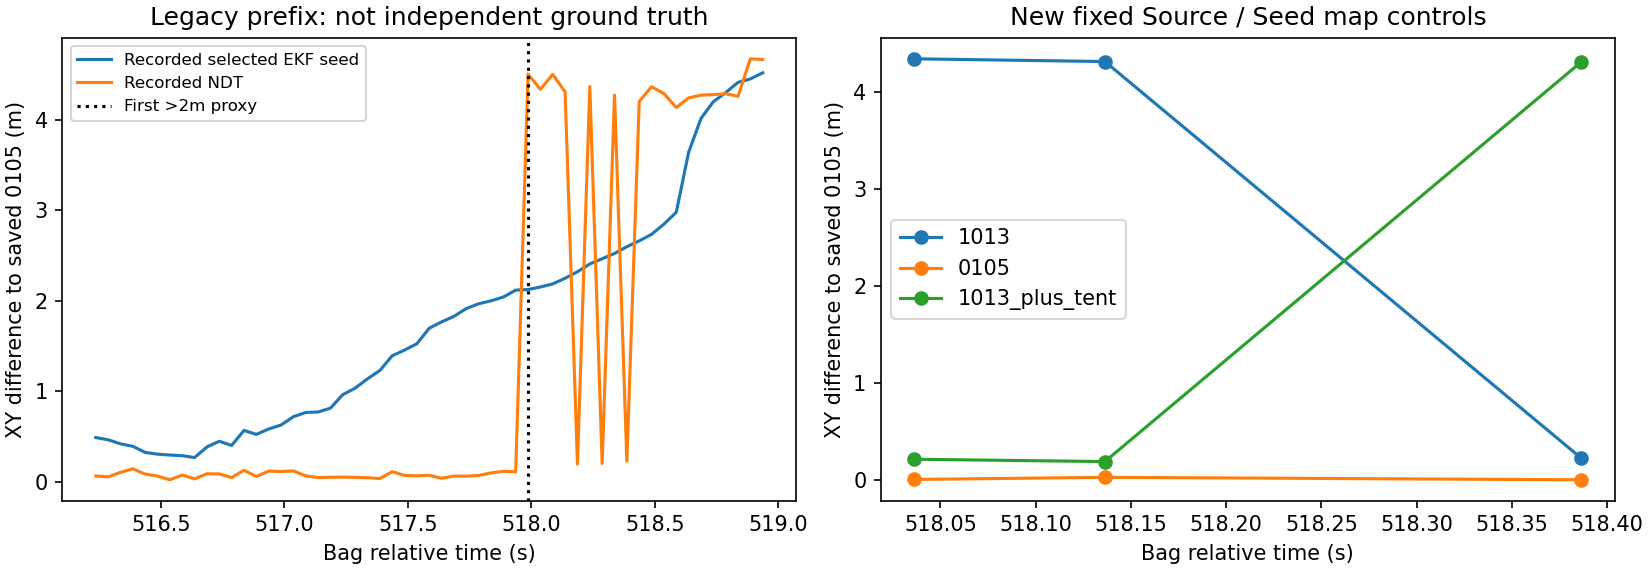 Legacy prefix: not independent ground truth
Recorded selected EKF seed
Recorded NDT
First >2m proxy
XY difference to saved 0105 (m)
4
3
2
1
0
516.5 517.0 517.5 518.0 518.5 519.0
Bag relative time (s)
New fixed Source / Seed map controls
1013
0105
1013_plus_tent
XY difference to saved 0105 (m)
4
3
2
1
0
518.05 518.10 518.15 518.20 518.25 518.30 518.35 518.40
Bag relative time (s)